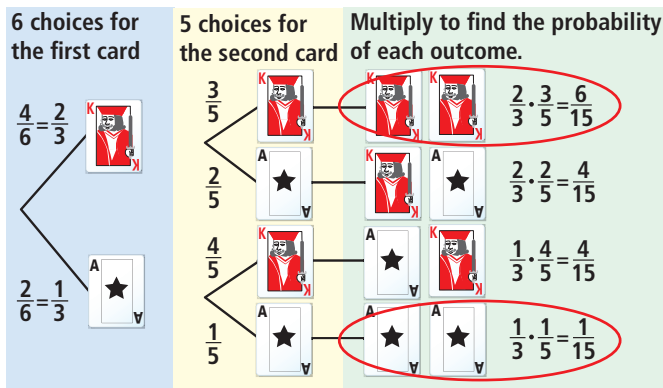 6 choices for
the first card
5 choices for
the second card
Multiply to find the probability
of each outcome.
4/6 = 2/3
K
K
2/6 = 1/3
A
A
3/5
K
K
2/5
A
A
4/5
K
K
1/5
A
A
K
K
K
K
2/3 · 3/5 = 6/15
K
K
A
A
2/3 · 2/5 = 4/15
A
A
K
K
1/3 · 4/5 = 4/15
A
A
A
A
1/3 · 1/5 = 1/15